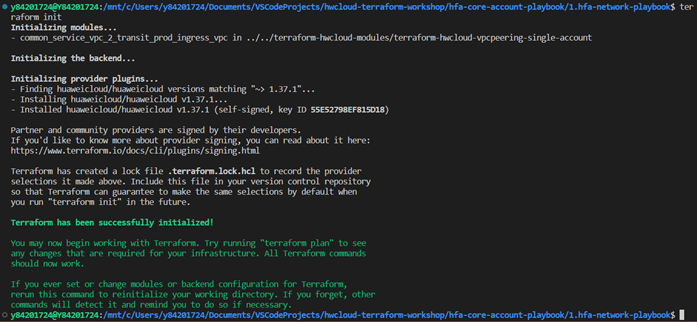 y84201724@Y84201724:/mnt/c/Users/y84201724/Documents/VSCodeProjects/hwcloud-terraform-workshop/hfa-core-account-playbook/1.hfa-network-playbook$ ter
raform init
Initializing modules...
- common_service_vpc_2_transit_prod_ingress_vpc in ../../terraform-hwcloud-modules/terraform-hwcloud-vpcpeering-single-account
Initializing the backend...
Initializing provider plugins...
- Finding huaweicloud/huaweicloud versions matching "~> 1.37.1"...
- Installing huaweicloud/huaweicloud v1.37.1...
- Installed huaweicloud/huaweicloud v1.37.1 (self-signed, key ID 55E52798EF815D18)
Partner and community providers are signed by their developers.
If you'd like to know more about provider signing, you can read about it here:
https://www.terraform.io/docs/cli/plugins/signing.html
Terraform has created a lock file .terraform.lock.hcl to record the provider
selections it made above. Include this file in your version control repository
so that Terraform can guarantee to make the same selections by default when
you run "terraform init" in the future.
Terraform has been successfully initialized!
You may now begin working with Terraform. Try running "terraform plan" to see
any changes that are required for your infrastructure. All Terraform commands
should now work.
If you ever set or change modules or backend configuration for Terraform,
rerun this command to reinitialize your working directory. If you forget, other
commands will detect it and remind you to do so if necessary.
y84201724@Y84201724:/mnt/c/Users/y84201724/Documents/VSCodeProjects/hwcloud-terraform-workshop/hfa-core-account-playbook/1.hfa-network-playbook$